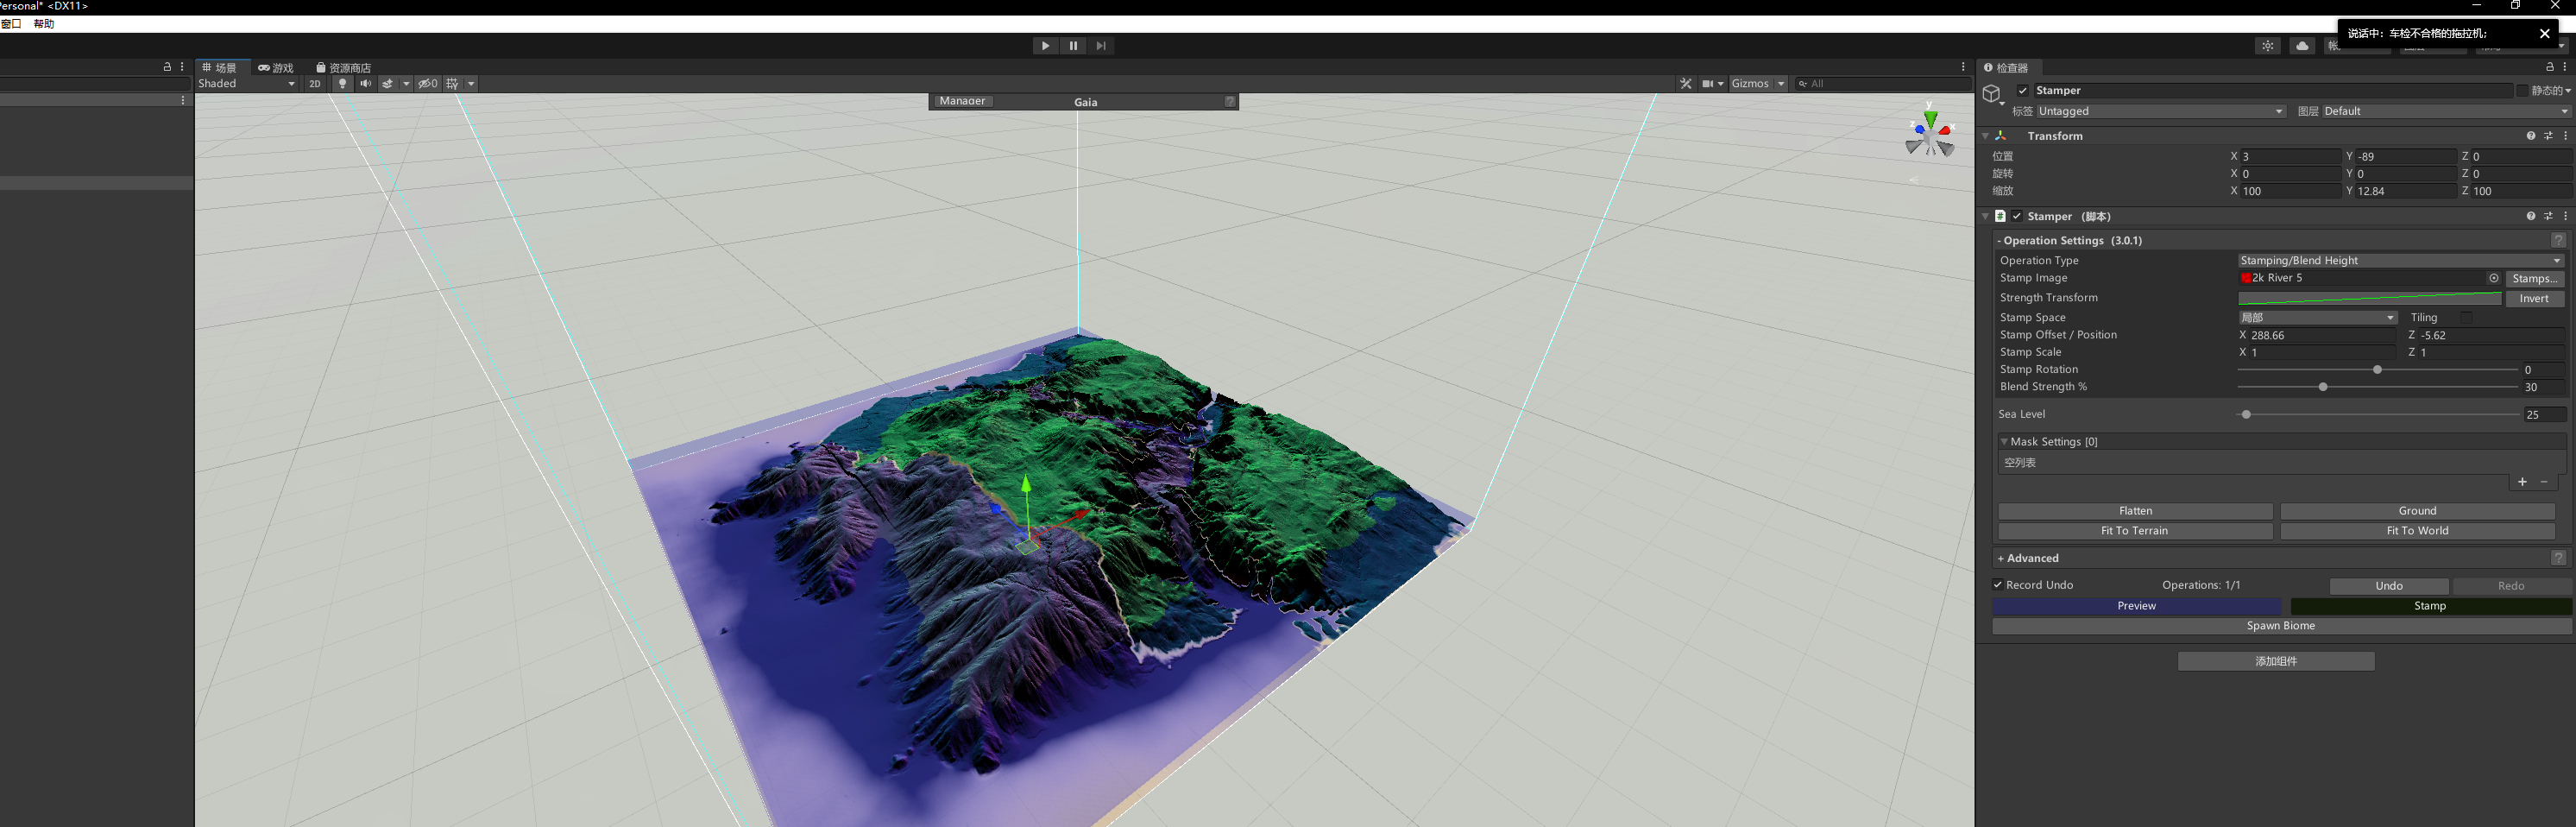 Personal* <DX11>
窗口 帮助
说话中: 车检不合格的拖拉机;
场景 游戏 资源商店
Shaded 2D 0 Gizmos All
Manager Gaia ?
y
z x
检查器
Stamper 静态的
标签 Untagged 图层 Default
Transform
位置 X 3 Y -89 Z 0
旋转 X 0 Y 0 Z 0
缩放 X 100 Y 12.84 Z 100
# Stamper （脚本）
- Operation Settings (3.0.1) ?
Operation Type Stamping/Blend Height
Stamp Image 2k River 5 Stamps...
Strength Transform Invert
Stamp Space 局部 Tiling
Stamp Offset / Position X 288.66 Z -5.62
Stamp Scale X 1 Z 1
Stamp Rotation 0
Blend Strength % 30
Sea Level 25
Mask Settings [0]
空列表
+ −
Flatten Ground
Fit To Terrain Fit To World
+ Advanced ?
Record Undo Operations: 1/1 Undo Redo
Preview Stamp
Spawn Biome
添加组件